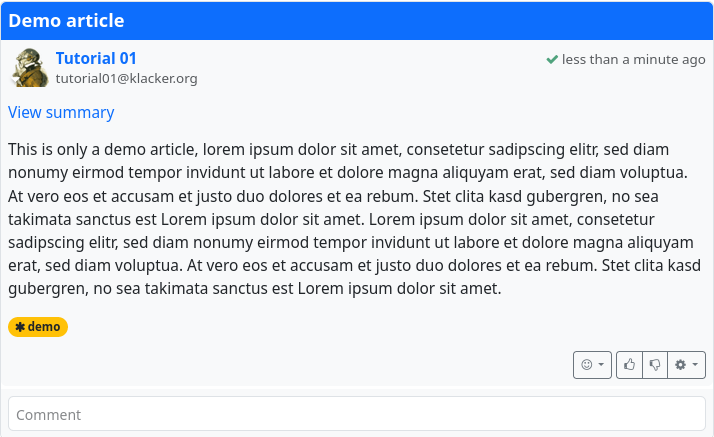 Demo article
Tutorial 01
less than a minute ago
tutorial01@klacker.org
View summary
This is only a demo article, lorem ipsum dolor sit amet, consetetur sadipscing elitr, sed diam
nonumy eirmod tempor invidunt ut labore et dolore magna aliquyam erat, sed diam voluptua.
At vero eos et accusam et justo duo dolores et ea rebum. Stet clita kasd gubergren, no sea
takimata sanctus est Lorem ipsum dolor sit amet. Lorem ipsum dolor sit amet, consetetur
sadipscing elitr, sed diam nonumy eirmod tempor invidunt ut labore et dolore magna aliquyam
erat, sed diam voluptua. At vero eos et accusam et justo duo dolores et ea rebum. Stet clita kasd
gubergren, no sea takimata sanctus est Lorem ipsum dolor sit amet.
✱ demo
Comment